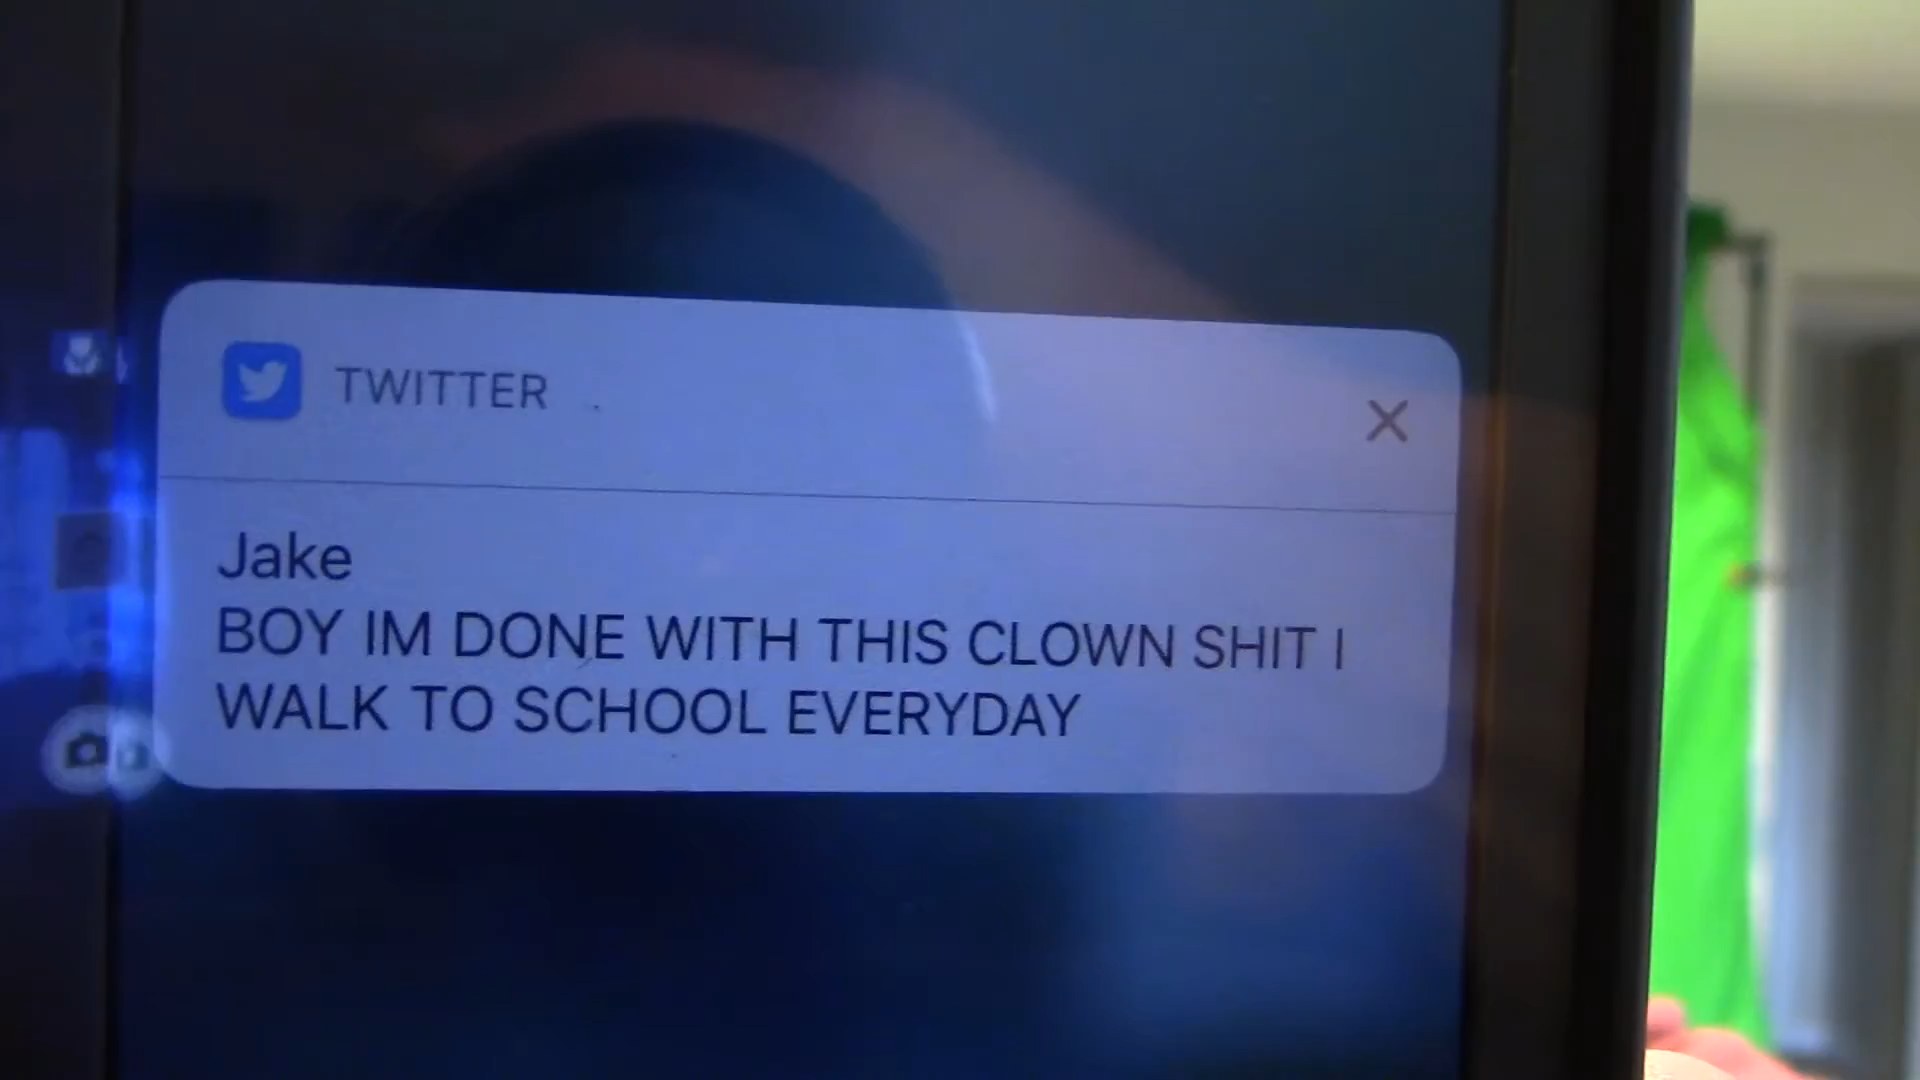 TWITTER
Jake
BOY IM DONE WITH THIS CLOWN SHIT I
WALK TO SCHOOL EVERYDAY